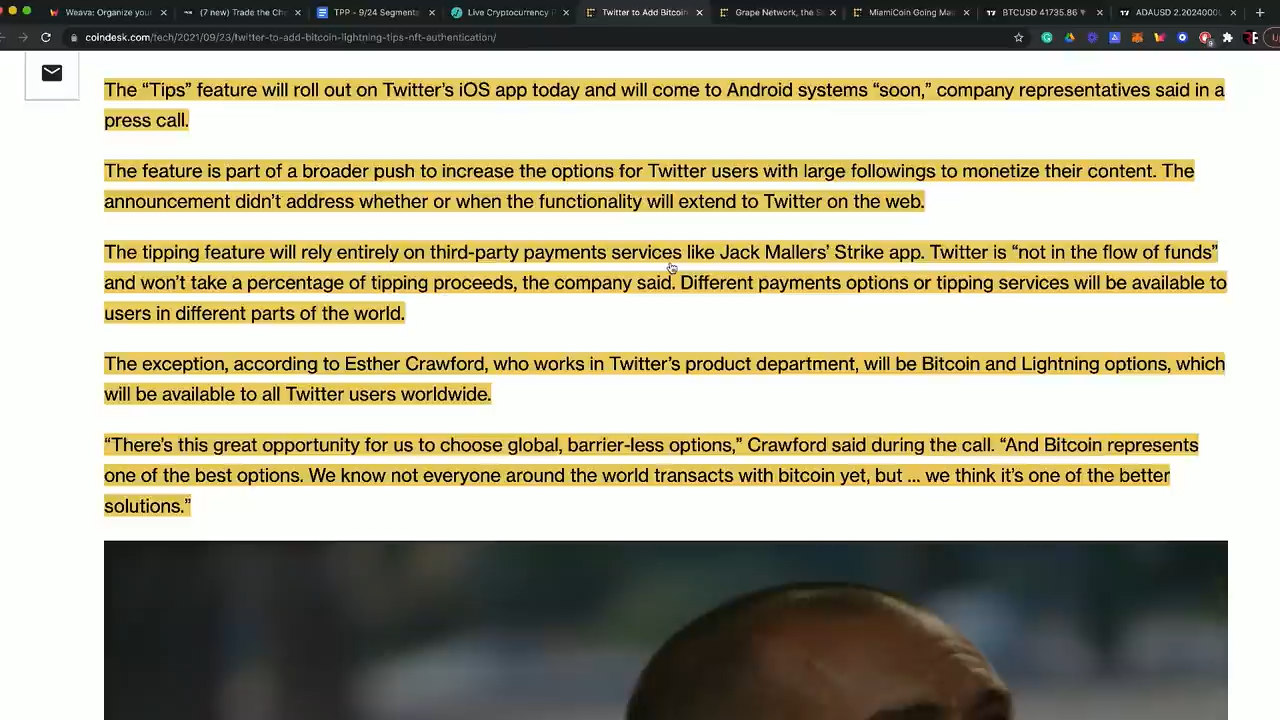 Weava: Organize your
(7 new) Trade the Cha
TPP - 9/24 Segments
Live Cryptocurrency P
Twitter to Add Bitcoin
Grape Network, the S
MiamiCoin Going Ma
BTCUSD 41735.86 ▼
ADAUSD 2.2024000
coindesk.com/tech/2021/09/23/twitter-to-add-bitcoin-lightning-tips-nft-authentication/
The “Tips” feature will roll out on Twitter’s iOS app today and will come to Android systems “soon,” company representatives said in a
press call.
The feature is part of a broader push to increase the options for Twitter users with large followings to monetize their content. The
announcement didn’t address whether or when the functionality will extend to Twitter on the web.
The tipping feature will rely entirely on third-party payments services like Jack Mallers’ Strike app. Twitter is “not in the flow of funds”
and won’t take a percentage of tipping proceeds, the company said. Different payments options or tipping services will be available to
users in different parts of the world.
The exception, according to Esther Crawford, who works in Twitter’s product department, will be Bitcoin and Lightning options, which
will be available to all Twitter users worldwide.
“There’s this great opportunity for us to choose global, barrier-less options,” Crawford said during the call. “And Bitcoin represents
one of the best options. We know not everyone around the world transacts with bitcoin yet, but ... we think it’s one of the better
solutions.”